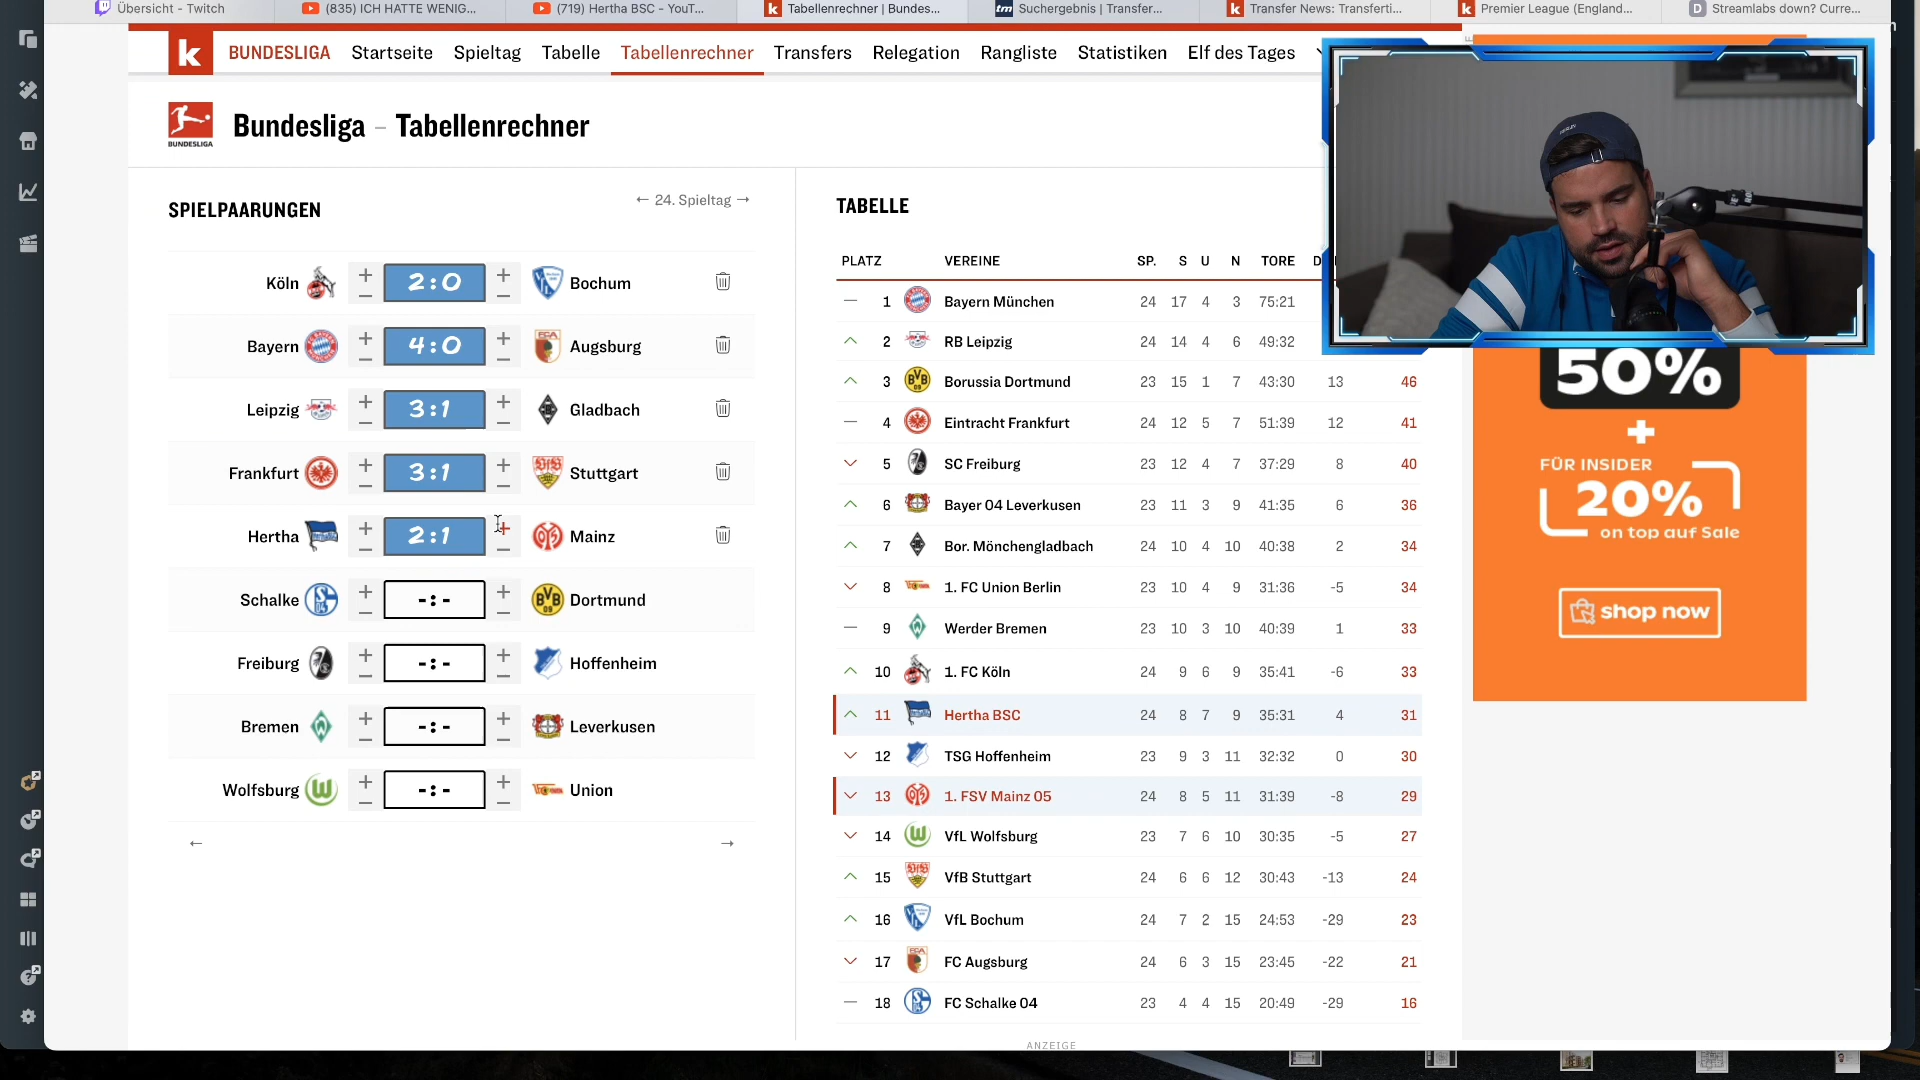 Übersicht - Twitch
(835) ICH HATTE WENIG...
(719) Hertha BSC - YouT...
Tabellenrechner | Bundes...
Suchergebnis | Transfer...
Transfer News: Transferti...
Premier League (England...
Streamlabs down? Curre...
k BUNDESLIGA Startseite Spieltag Tabelle Tabellenrechner Transfers Relegation Rangliste Statistiken Elf des Tages
BUNDESLIGA
Bundesliga – Tabellenrechner
SPIELPAARUNGEN
← 24. Spieltag →
Köln + − 2:0 + − Bochum
Bayern + − 4:0 + − Augsburg
Leipzig + − 3:1 + − Gladbach
Frankfurt + − 3:1 + − Stuttgart
Hertha + − 2:1 + − Mainz
Schalke + − -:- + − Dortmund
Freiburg + − -:- + − Hoffenheim
Bremen + − -:- + − Leverkusen
Wolfsburg + − -:- + − Union
← →
TABELLE
PLATZ VEREINE SP. S U N TORE D
1 Bayern München 24 17 4 3 75:21
2 RB Leipzig 24 14 4 6 49:32
3 Borussia Dortmund 23 15 1 7 43:30 13 46
4 Eintracht Frankfurt 24 12 5 7 51:39 12 41
5 SC Freiburg 23 12 4 7 37:29 8 40
6 Bayer 04 Leverkusen 23 11 3 9 41:35 6 36
7 Bor. Mönchengladbach 24 10 4 10 40:38 2 34
8 1. FC Union Berlin 23 10 4 9 31:36 -5 34
9 Werder Bremen 23 10 3 10 40:39 1 33
10 1. FC Köln 24 9 6 9 35:41 -6 33
11 Hertha BSC 24 8 7 9 35:31 4 31
12 TSG Hoffenheim 23 9 3 11 32:32 0 30
13 1. FSV Mainz 05 24 8 5 11 31:39 -8 29
14 VfL Wolfsburg 23 7 6 10 30:35 -5 27
15 VfB Stuttgart 24 6 6 12 30:43 -13 24
16 VfL Bochum 24 7 2 15 24:53 -29 23
17 FC Augsburg 24 6 3 15 23:45 -22 21
18 FC Schalke 04 23 4 4 15 20:49 -29 16
ANZEIGE
50%
+
FÜR INSIDER
20%
on top auf Sale
shop now